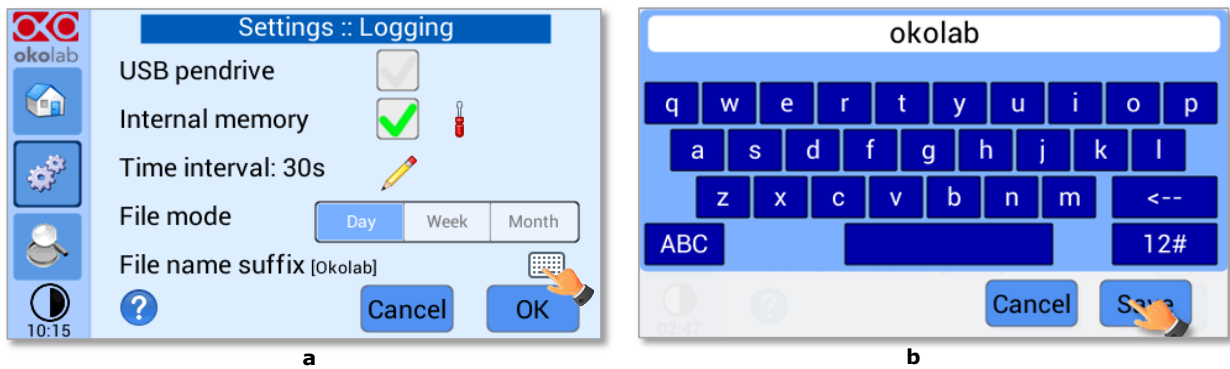 okolab
Settings :: Logging
USB pendrive
Internal memory
Time interval: 30s
File mode
Day Week Month
File name suffix [Okolab]
Cancel OK
10:15
a
okolab
q w e r t y u i o p
a s d f g h j k l
z x c v b n m <--
ABC 12#
Cancel Save
02:47
b